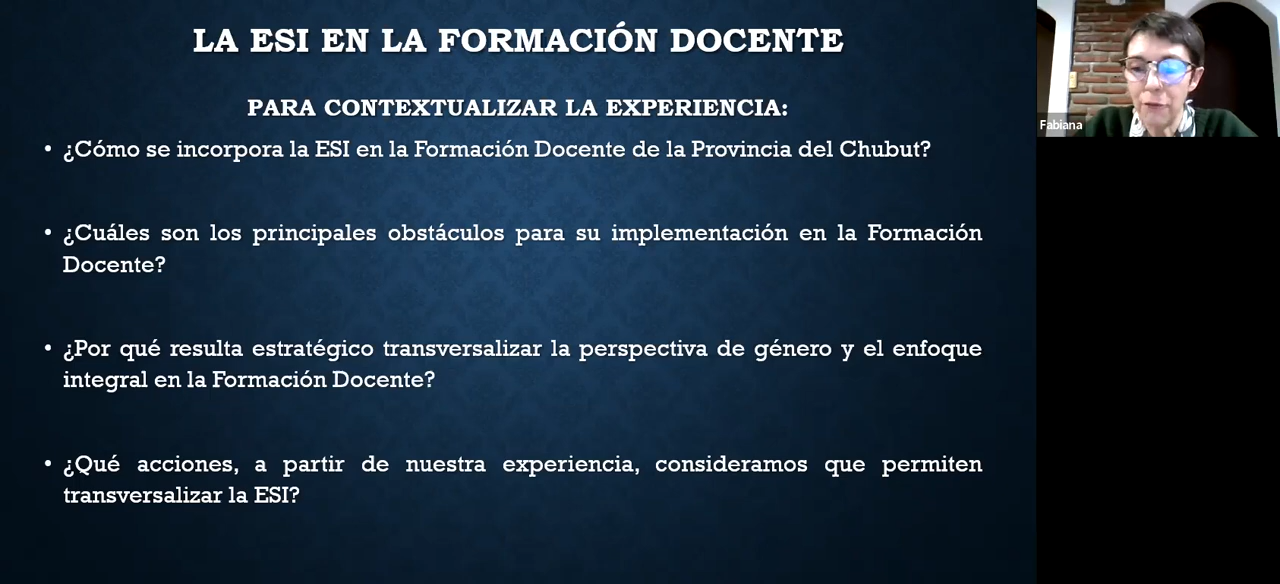 LA ESI EN LA FORMACIÓN DOCENTE
PARA CONTEXTUALIZAR LA EXPERIENCIA:
• ¿Cómo se incorpora la ESI en la Formación Docente de la Provincia del Chubut?
• ¿Cuáles son los principales obstáculos para su implementación en la Formación
Docente?
• ¿Por qué resulta estratégico transversalizar la perspectiva de género y el enfoque
integral en la Formación Docente?
• ¿Qué acciones, a partir de nuestra experiencia, consideramos que permiten
transversalizar la ESI?
Fabiana